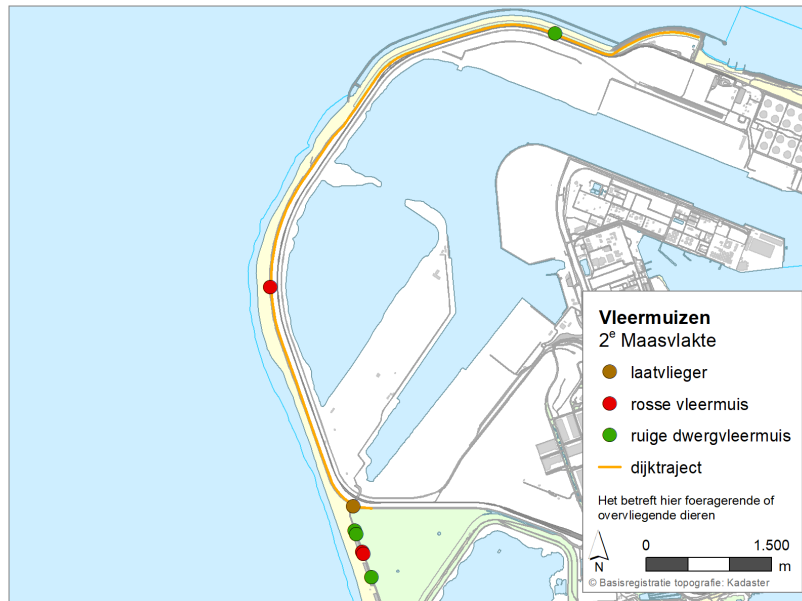 Vleermuizen
2e Maasvlakte
laatvlieger
rosse vleermuis
ruige dwergvleermuis
dijktraject
Het betreft hier foeragerende of
overvliegende dieren
0 1.500
N m
© Basisregistratie topografie: Kadaster